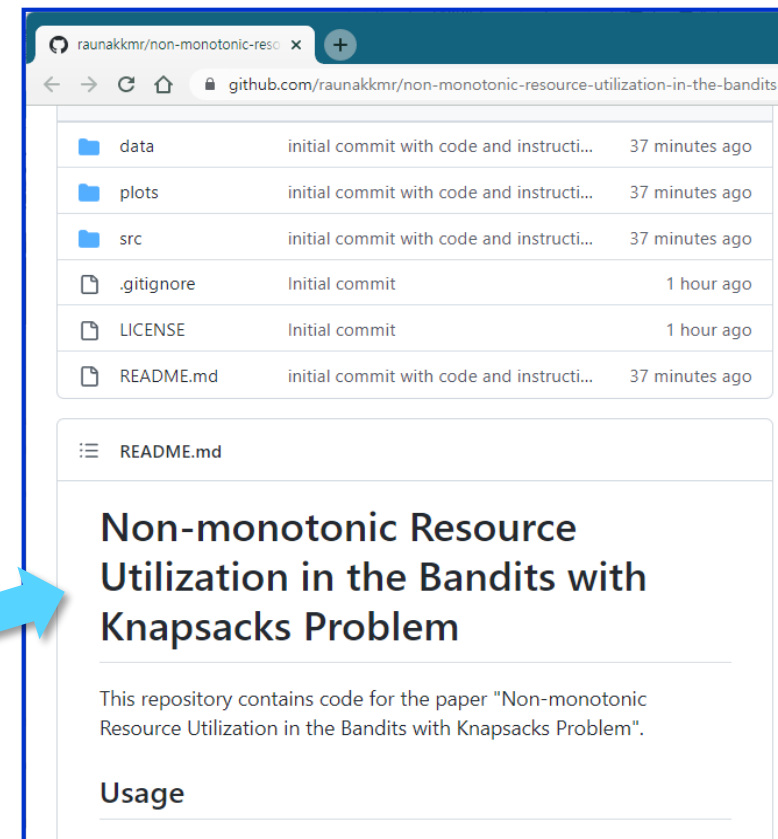 raunakkmr/non-monotonic-reso
github.com/raunakkmr/non-monotonic-resource-utilization-in-the-bandits
data initial commit with code and instructi... 37 minutes ago
plots initial commit with code and instructi... 37 minutes ago
src initial commit with code and instructi... 37 minutes ago
.gitignore Initial commit 1 hour ago
LICENSE Initial commit 1 hour ago
README.md initial commit with code and instructi... 37 minutes ago
README.md
Non-monotonic Resource
Utilization in the Bandits with
Knapsacks Problem
This repository contains code for the paper "Non-monotonic
Resource Utilization in the Bandits with Knapsacks Problem".
Usage